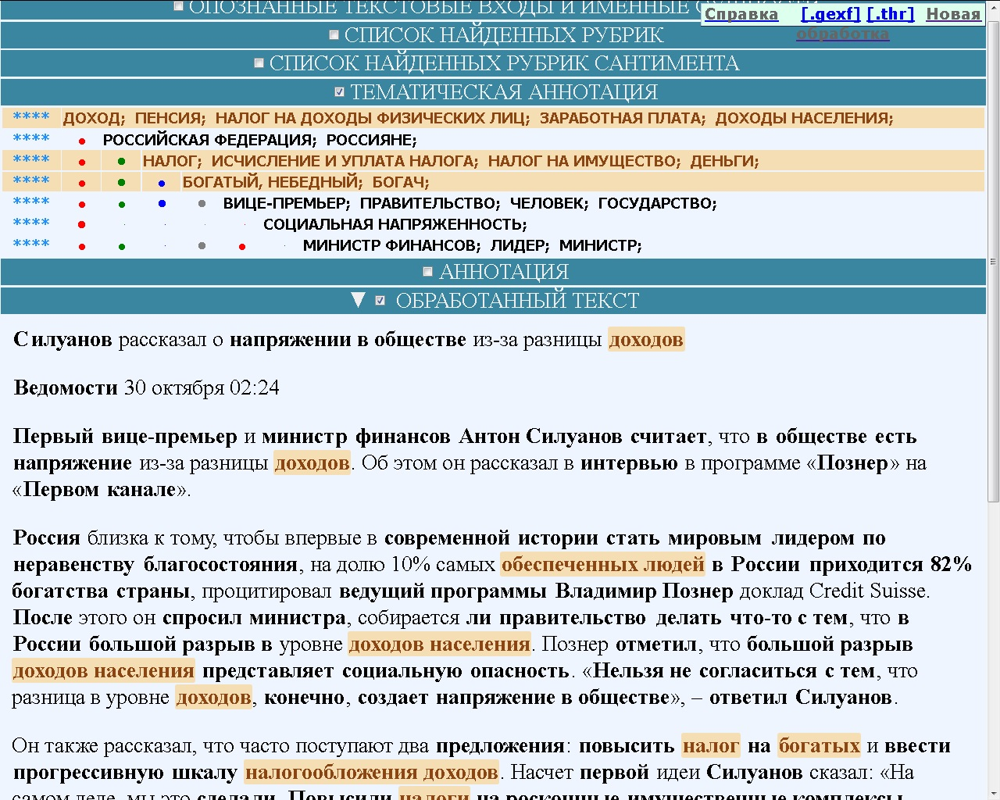 ОПОЗНАННЫЕ ТЕКСТОВЫЕ ВХОДЫ И ИМЕННЫЕ
Справка [.gexf] [.thr] Новая обработка
СПИСОК НАЙДЕННЫХ РУБРИК
СПИСОК НАЙДЕННЫХ РУБРИК САНТИМЕНТА
ТЕМАТИЧЕСКАЯ АННОТАЦИЯ
**** ДОХОД; ПЕНСИЯ; НАЛОГ НА ДОХОДЫ ФИЗИЧЕСКИХ ЛИЦ; ЗАРАБОТНАЯ ПЛАТА; ДОХОДЫ НАСЕЛЕНИЯ;
**** РОССИЙСКАЯ ФЕДЕРАЦИЯ; РОССИЯНЕ;
**** НАЛОГ; ИСЧИСЛЕНИЕ И УПЛАТА НАЛОГА; НАЛОГ НА ИМУЩЕСТВО; ДЕНЬГИ;
**** БОГАТЫЙ, НЕБЕДНЫЙ; БОГАЧ;
**** ВИЦЕ-ПРЕМЬЕР; ПРАВИТЕЛЬСТВО; ЧЕЛОВЕК; ГОСУДАРСТВО;
**** СОЦИАЛЬНАЯ НАПРЯЖЕННОСТЬ;
**** МИНИСТР ФИНАНСОВ; ЛИДЕР; МИНИСТР;
АННОТАЦИЯ
▼ ОБРАБОТАННЫЙ ТЕКСТ
Силуанов рассказал о напряжении в обществе из-за разницы доходов
Ведомости 30 октября 02:24
Первый вице-премьер и министр финансов Антон Силуанов считает, что в обществе есть
напряжение из-за разницы доходов. Об этом он рассказал в интервью в программе «Познер» на
«Первом канале».
Россия близка к тому, чтобы впервые в современной истории стать мировым лидером по
неравенству благосостояния, на долю 10% самых обеспеченных людей в России приходится 82%
богатства страны, процитировал ведущий программы Владимир Познер доклад Credit Suisse.
После этого он спросил министра, собирается ли правительство делать что-то с тем, что в
России большой разрыв в уровне доходов населения. Познер отметил, что большой разрыв
доходов населения представляет социальную опасность. «Нельзя не согласиться с тем, что
разница в уровне доходов, конечно, создает напряжение в обществе», – ответил Силуанов.
Он также рассказал, что часто поступают два предложения: повысить налог на богатых и ввести
прогрессивную шкалу налогообложения доходов. Насчет первой идеи Силуанов сказал: «На
самом деле, мы это сделали. Повысили налоги на роскошные имущественные комплексы